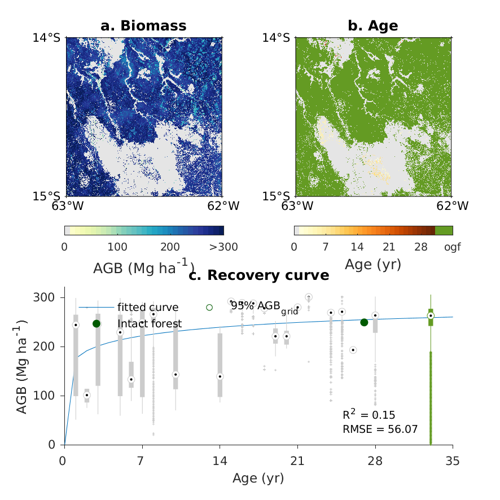 a. Biomass
b. Age
14°S
14°S
15°S
15°S
63°W
62°W
63°W
62°W
0
100
200
>300
0
7
14
21
28
ogf
AGB (Mg ha⁻¹)
Age (yr)
c. Recovery curve
fitted curve
95% AGB_grid
Intact forest
300
200
100
0
AGB (Mg ha⁻¹)
R² = 0.15
RMSE = 56.07
0
7
14
21
28
35
Age (yr)